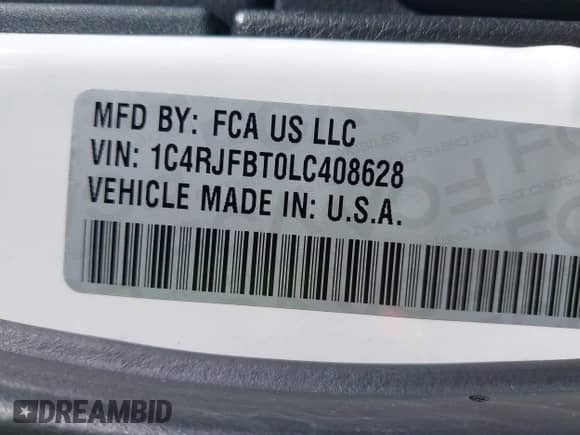 MFD BY: FCA US LLC
VIN: 1C4RJFBT0LC408628
VEHICLE MADE IN: U.S.A.
DREAMBID